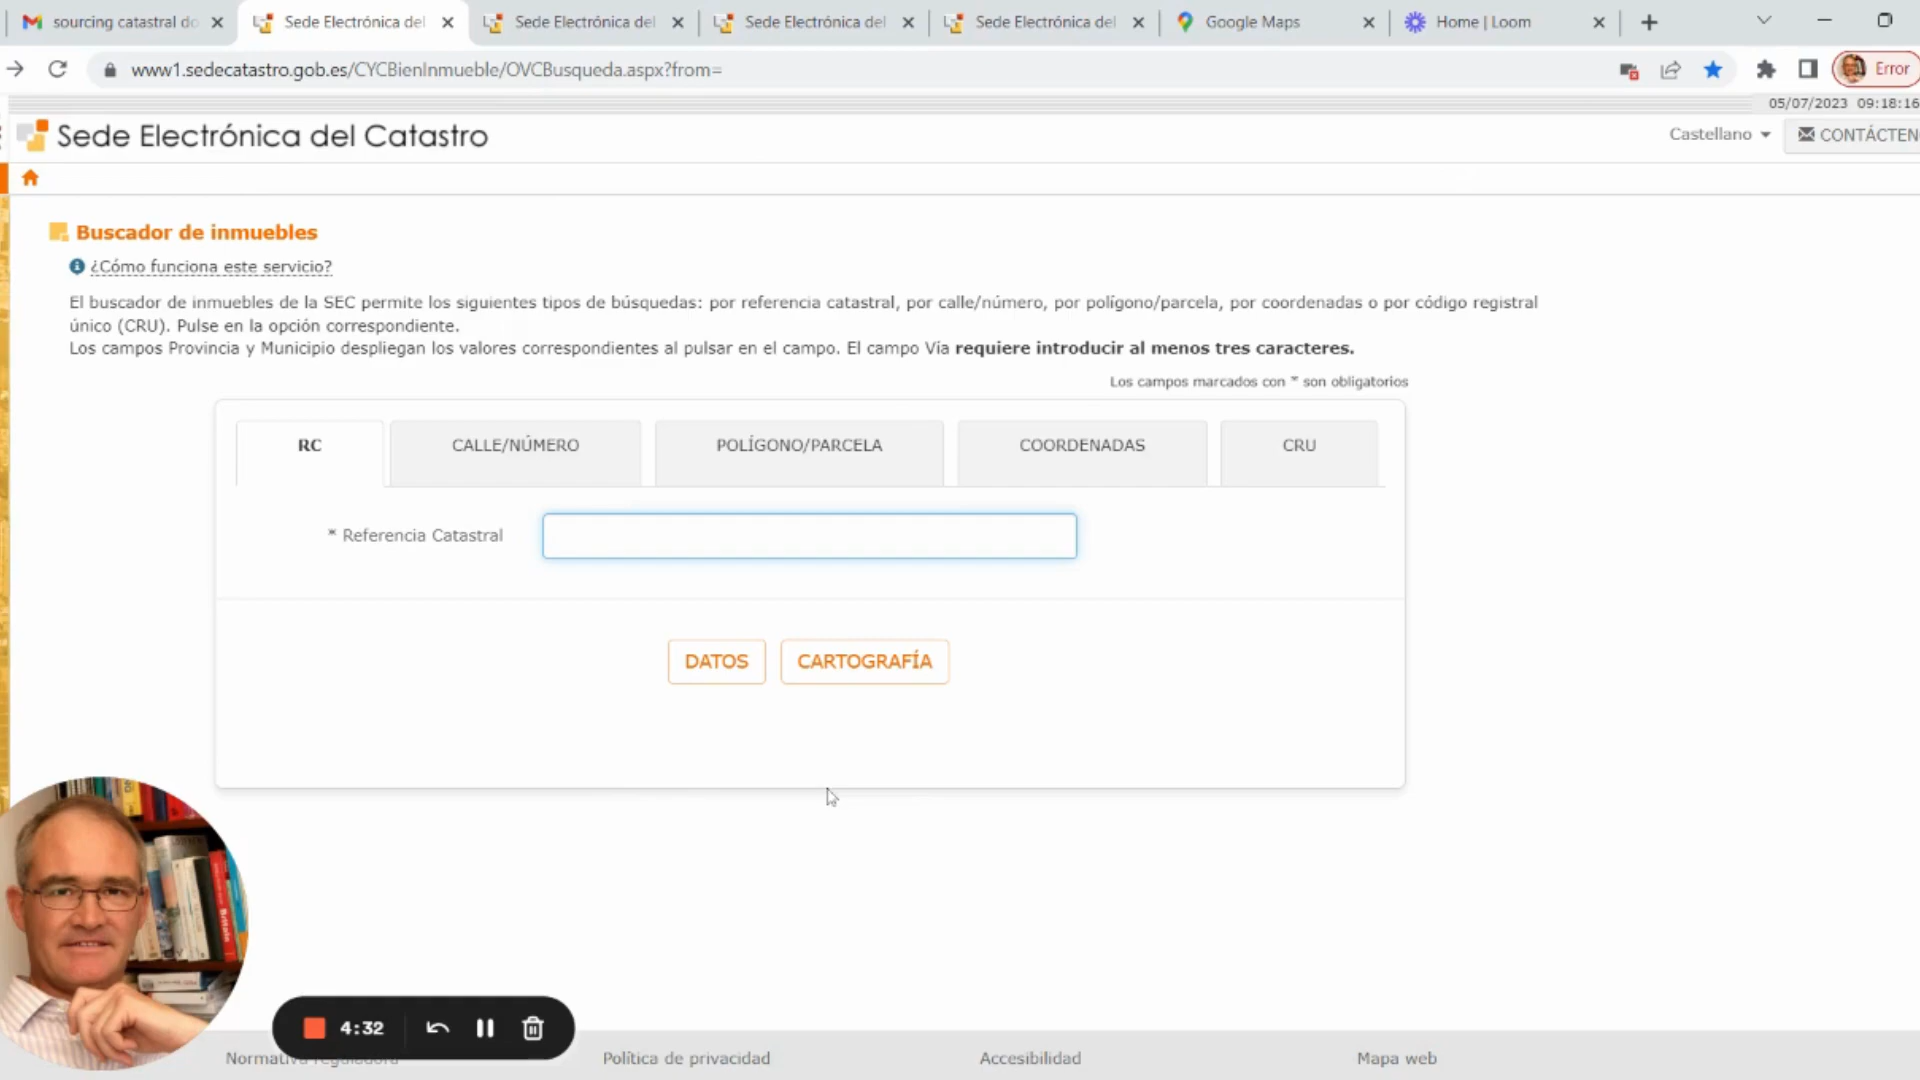 sourcing catastral do
Sede Electrónica del
Sede Electrónica del
Sede Electrónica del
Sede Electrónica del
Google Maps
Home | Loom
www1.sedecatastro.gob.es/CYCBienInmueble/OVCBusqueda.aspx?from=
Error
05/07/2023 09:18:16
Sede Electrónica del Catastro
Castellano
CONTÁCTEN
Buscador de inmuebles
¿Cómo funciona este servicio?
El buscador de inmuebles de la SEC permite los siguientes tipos de búsquedas: por referencia catastral, por calle/número, por polígono/parcela, por coordenadas o por código registral
único (CRU). Pulse en la opción correspondiente.
Los campos Provincia y Municipio despliegan los valores correspondientes al pulsar en el campo. El campo Vía requiere introducir al menos tres caracteres.
Los campos marcados con * son obligatorios
RC
CALLE/NÚMERO
POLÍGONO/PARCELA
COORDENADAS
CRU
* Referencia Catastral
DATOS
CARTOGRAFÍA
4:32
Normativa reguladora
Política de privacidad
Accesibilidad
Mapa web